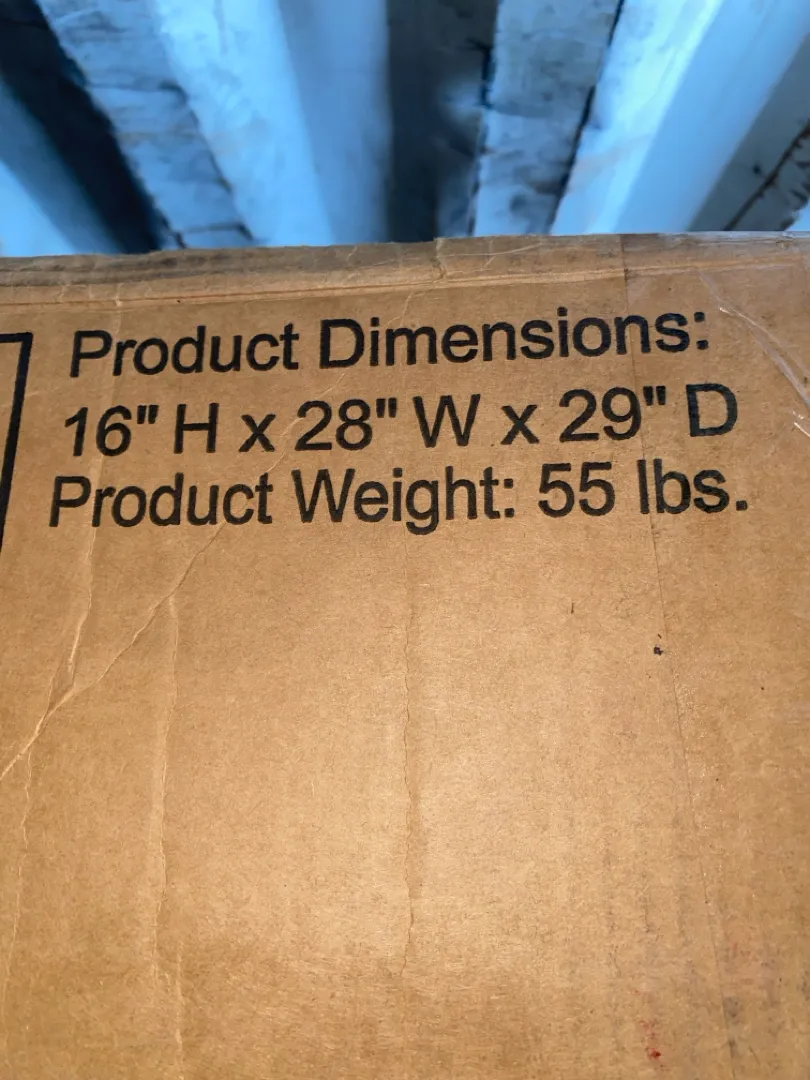 Product Dimensions:
16" H x 28" W x 29" D
Product Weight: 55 lbs.